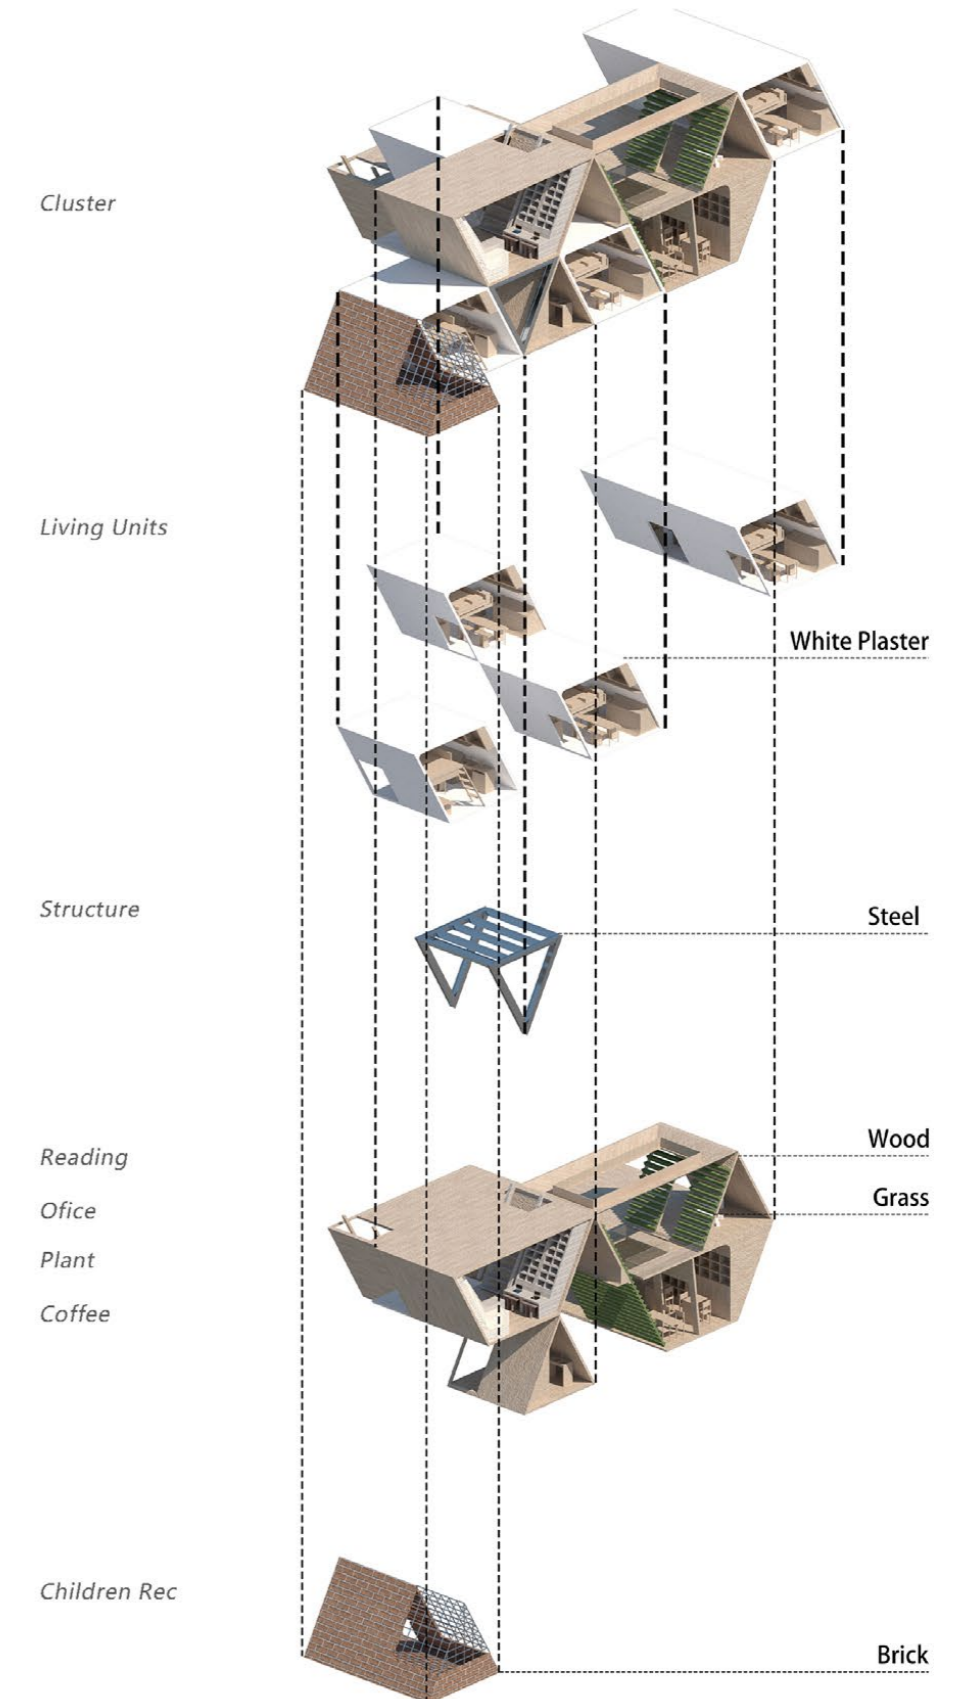 Cluster
Living Units
White Plaster
Structure
Steel
Reading
Wood
Ofice
Grass
Plant
Coffee
Children Rec
Brick